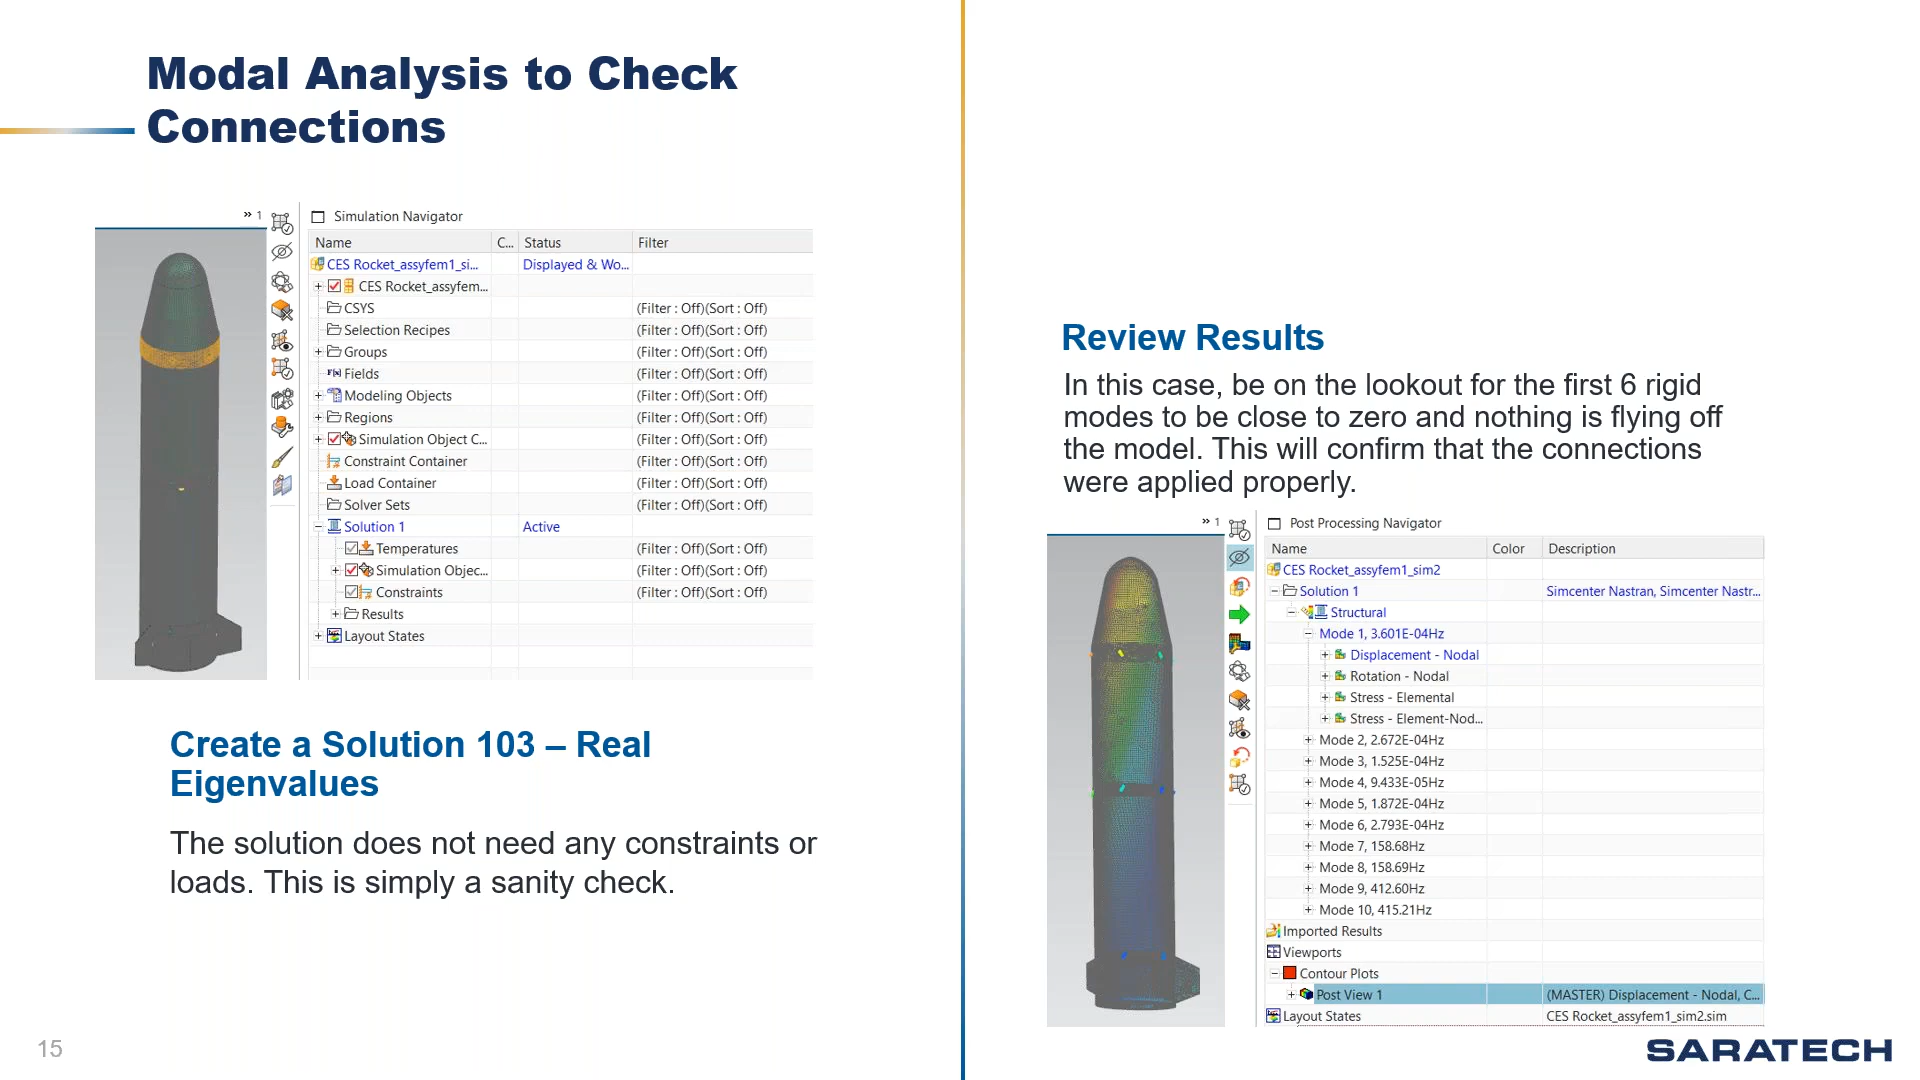 Modal Analysis to Check
Connections
» 1
Simulation Navigator
Name C... Status Filter
CES Rocket_assyfem1_si... Displayed & Wo...
CES Rocket_assyfem...
CSYS (Filter : Off)(Sort : Off)
Selection Recipes (Filter : Off)(Sort : Off)
Groups (Filter : Off)(Sort : Off)
Fields (Filter : Off)(Sort : Off)
Modeling Objects (Filter : Off)(Sort : Off)
Regions (Filter : Off)(Sort : Off)
Simulation Object C... (Filter : Off)(Sort : Off)
Constraint Container (Filter : Off)(Sort : Off)
Load Container (Filter : Off)(Sort : Off)
Solver Sets (Filter : Off)(Sort : Off)
Solution 1 Active
Temperatures (Filter : Off)(Sort : Off)
Simulation Objec... (Filter : Off)(Sort : Off)
Constraints (Filter : Off)(Sort : Off)
Results
Layout States
Create a Solution 103 – Real
Eigenvalues
The solution does not need any constraints or
loads. This is simply a sanity check.
15
Review Results
In this case, be on the lookout for the first 6 rigid
modes to be close to zero and nothing is flying off
the model. This will confirm that the connections
were applied properly.
» 1
Post Processing Navigator
Name Color Description
CES Rocket_assyfem1_sim2
Solution 1 Simcenter Nastran, Simcenter Nastr...
Structural
Mode 1, 3.601E-04Hz
Displacement - Nodal
Rotation - Nodal
Stress - Elemental
Stress - Element-Nod...
Mode 2, 2.672E-04Hz
Mode 3, 1.525E-04Hz
Mode 4, 9.433E-05Hz
Mode 5, 1.872E-04Hz
Mode 6, 2.793E-04Hz
Mode 7, 158.68Hz
Mode 8, 158.69Hz
Mode 9, 412.60Hz
Mode 10, 415.21Hz
Imported Results
Viewports
Contour Plots
Post View 1 (MASTER) Displacement - Nodal, C...
Layout States CES Rocket_assyfem1_sim2.sim
SARATECH